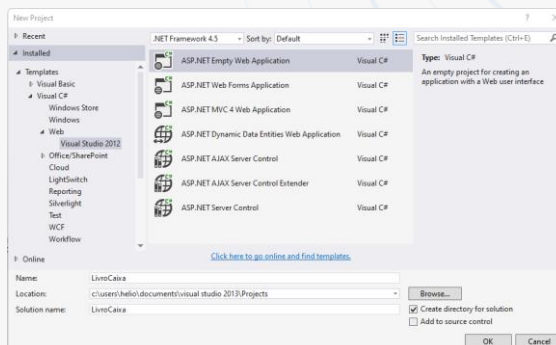 New Project
? X
Recent
.NET Framework 4.5
Sort by: Default
Search Installed Templates (Ctrl+E)
Installed
Templates
Visual Basic
Visual C#
Windows Store
Windows
Web
Visual Studio 2012
Office/SharePoint
Cloud
LightSwitch
Reporting
Silverlight
Test
WCF
Workflow
Online
ASP.NET Empty Web Application Visual C#
ASP.NET Web Forms Application Visual C#
ASP.NET MVC 4 Web Application Visual C#
ASP.NET Dynamic Data Entities Web Application Visual C#
ASP.NET AJAX Server Control Visual C#
ASP.NET AJAX Server Control Extender Visual C#
ASP.NET Server Control Visual C#
Click here to go online and find templates.
Type: Visual C#
An empty project for creating an
application with a Web user interface
Name: LivroCaixa
Location: c:\users\helio\documents\visual studio 2013\Projects
Browse...
Solution name: LivroCaixa
Create directory for solution
Add to source control
OK Cancel